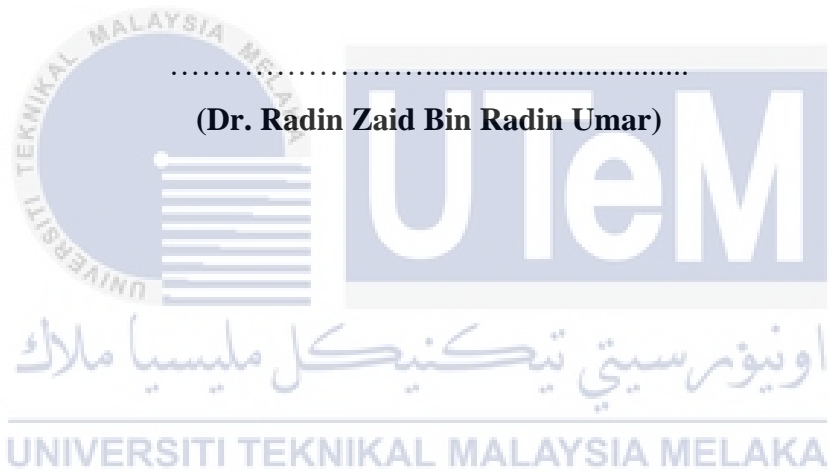 UNIVERSITI TEKNIKAL MALAYSIA MELAKA
……………………................................
(Dr. Radin Zaid Bin Radin Umar)
UTeM
اونيۏرسيتي تيكنيكل مليسيا ملاك
UNIVERSITI TEKNIKAL MALAYSIA MELAKA